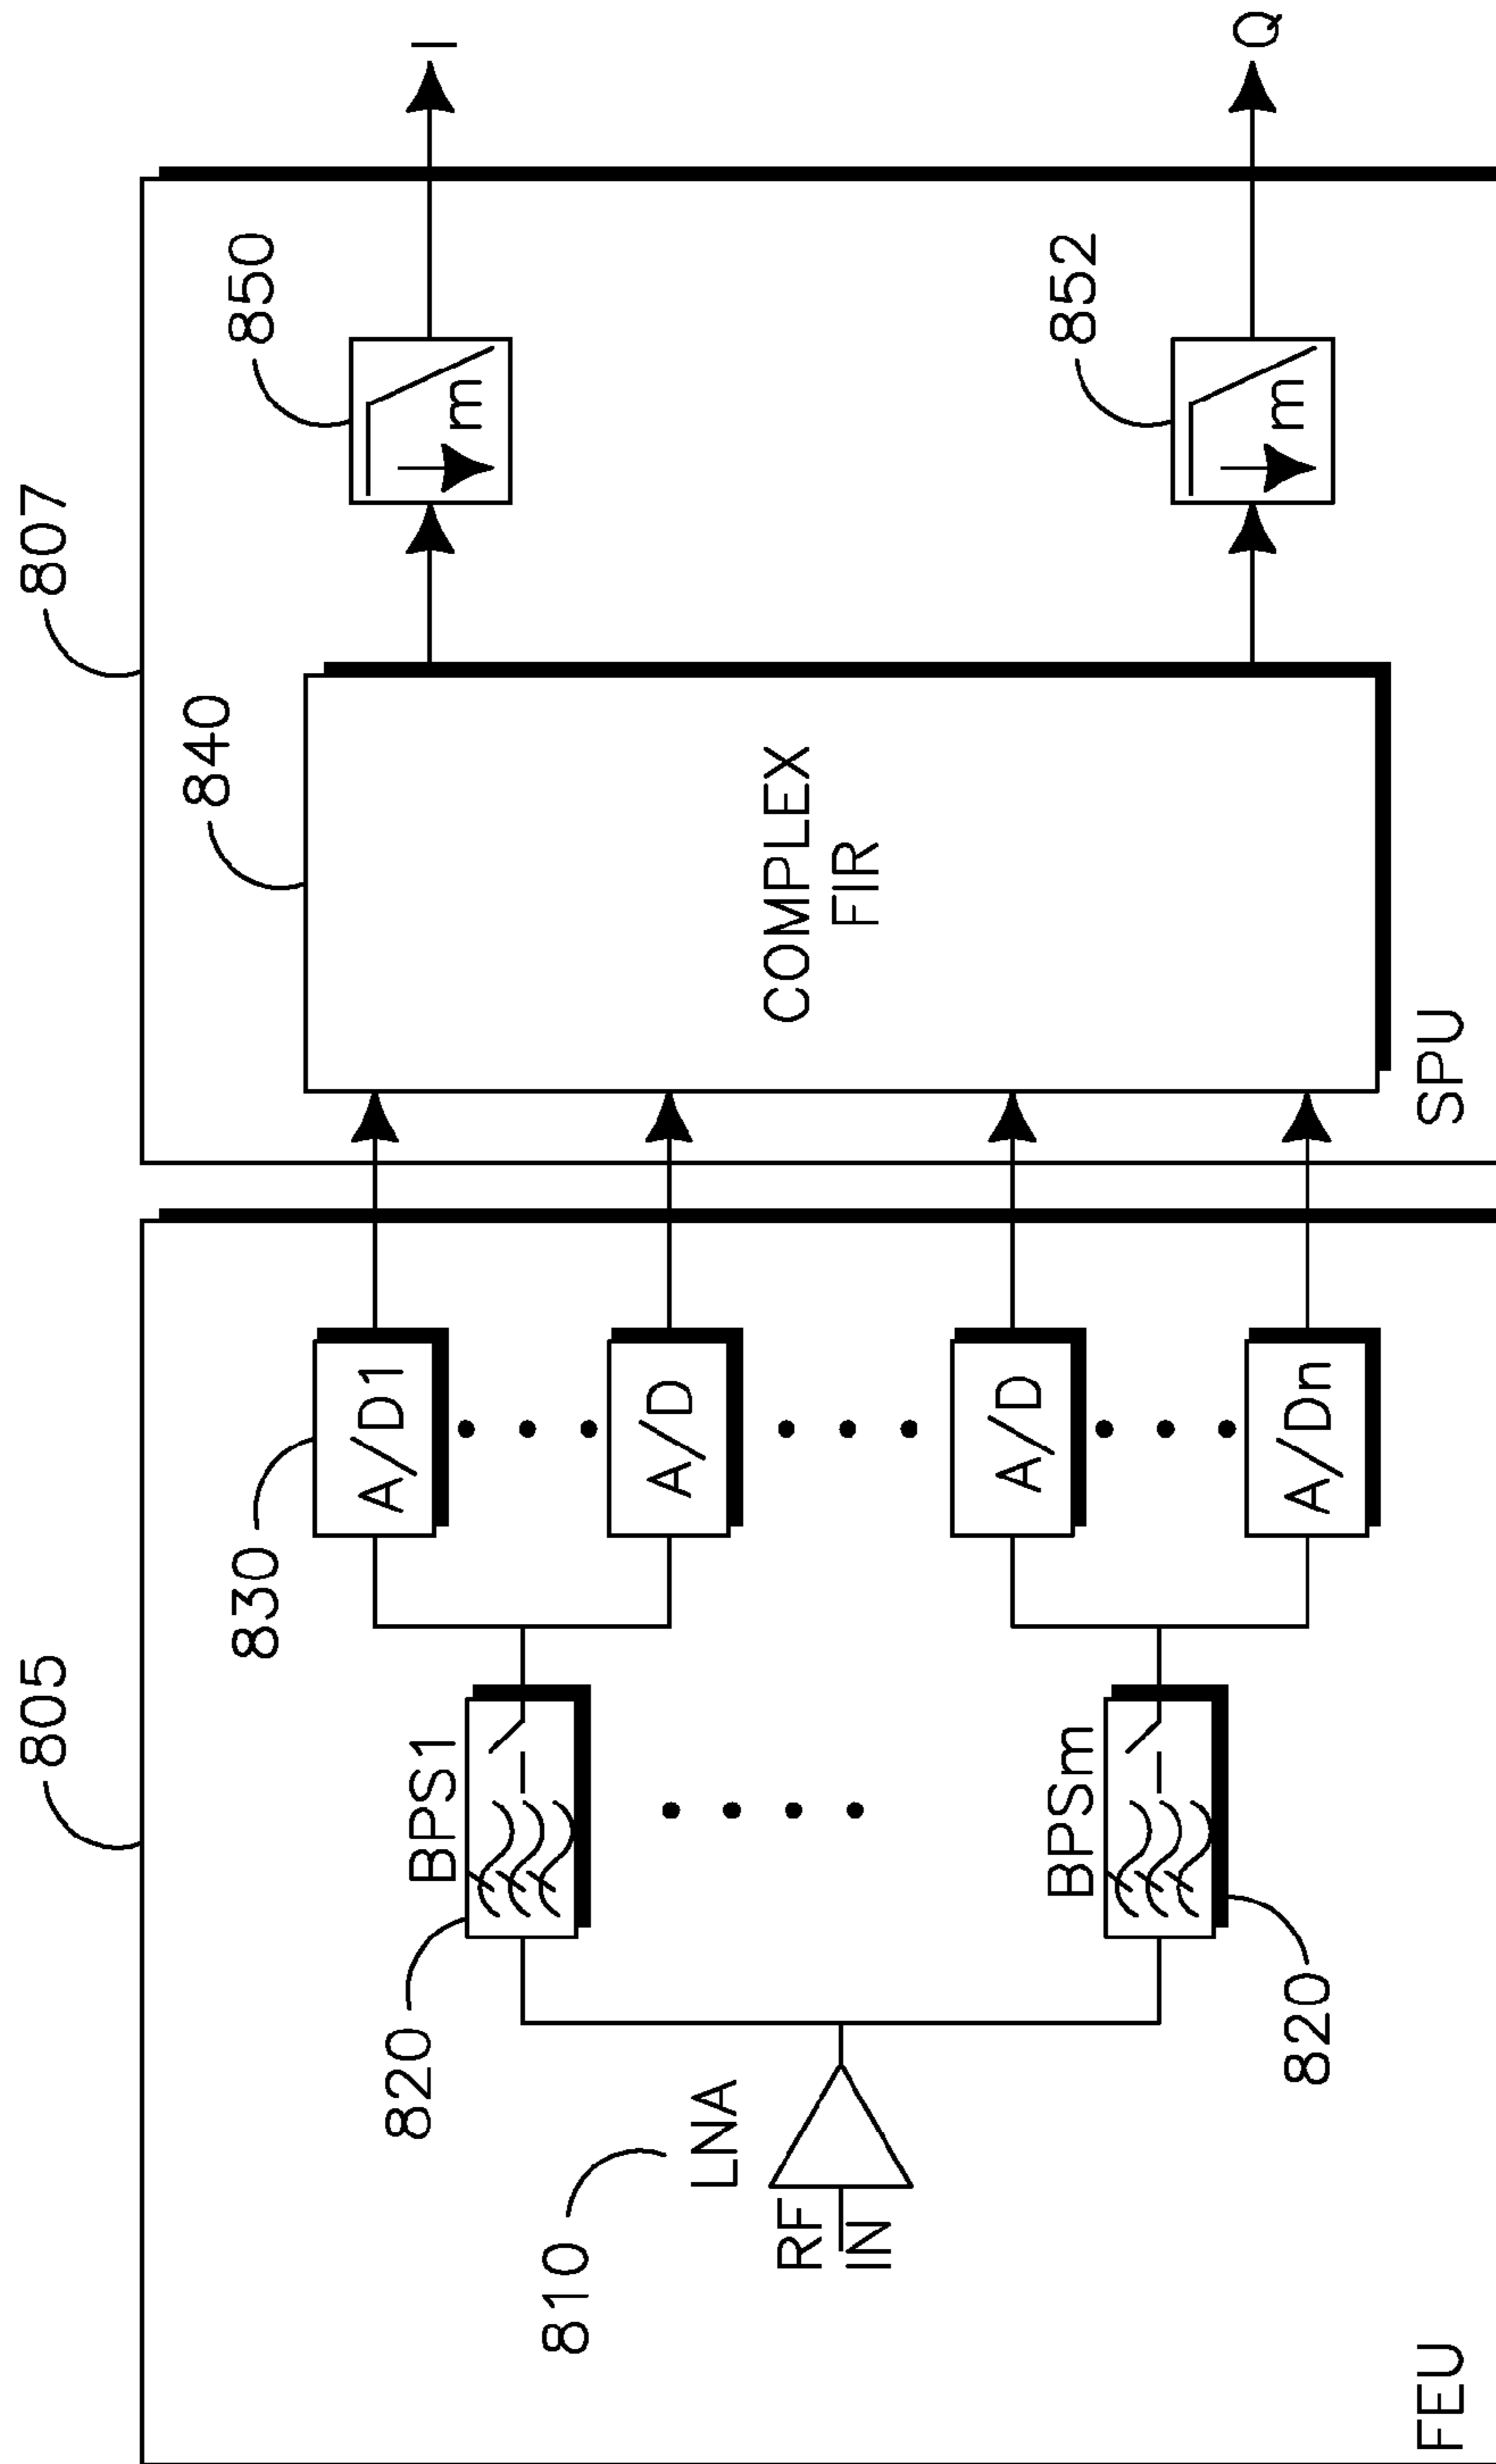 805
807
830
840
850
I
A/D1
820
BPS1
810
LNA
A/D
m
RF
IN
COMPLEX
FIR
A/D
BPSm
852
820
A/Dn
m
Q
FEU
SPU